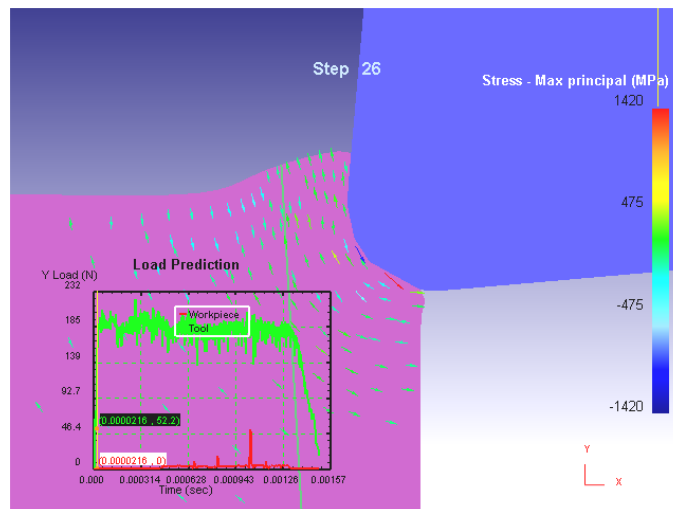 Step 26
Stress - Max principal (MPa)
1420
475
-475
-1420
Load Prediction
Y Load (N)
232
185
139
92.7
46.4
0
Workpiece
Tool
(0.0000216 , 52.2)
(0.0000216 , 0)
0.000 0.000314 0.000628 0.000943 0.00126 0.00157
Time (sec)
Y
X